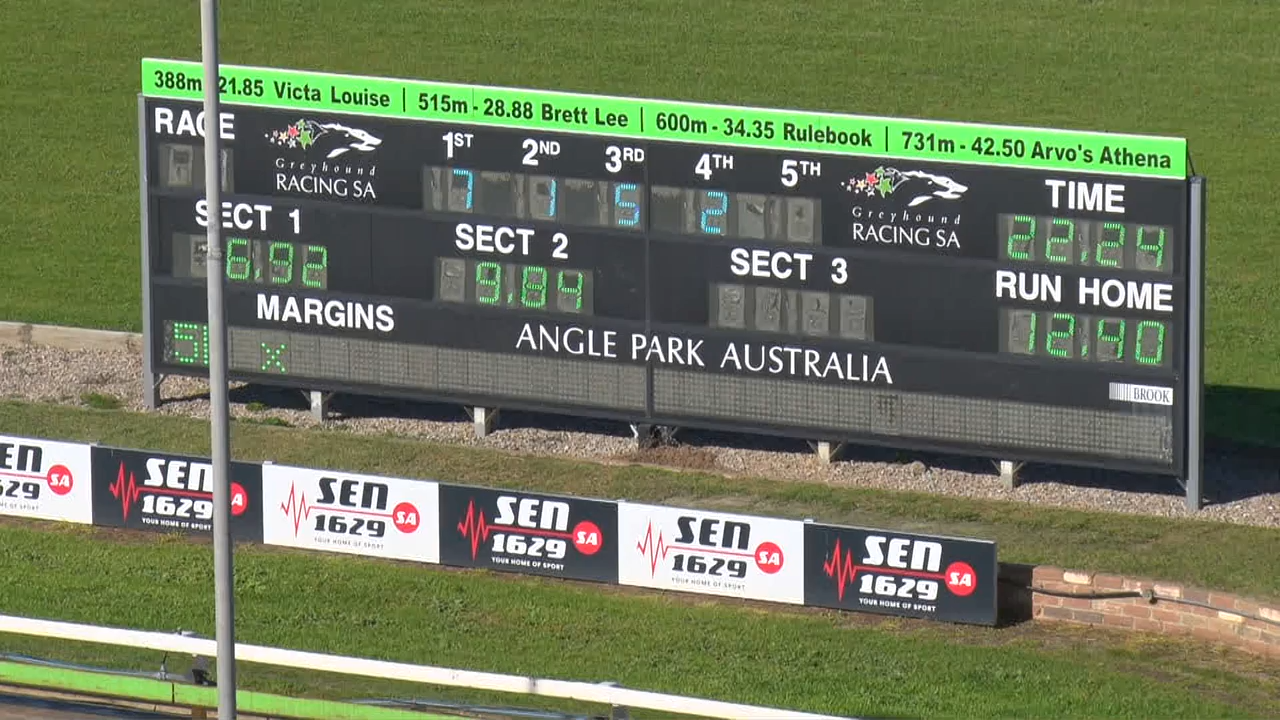 388m 21.85 Victa Louise | 515m - 28.88 Brett Lee | 600m - 34.35 Rulebook | 731m - 42.50 Arvo's Athena
RACE
Greyhound
RACING SA
1ST 2ND 3RD 4TH 5TH
7 1 5 2
Greyhound
RACING SA
TIME
22.24
SECT 1
6.92
SECT 2
9.84
SECT 3
RUN HOME
12.40
MARGINS
ANGLE PARK AUSTRALIA
5 x
BROOK
EN
629 SA
SEN
1629 SA
YOUR HOME OF SPORT
SEN
1629 SA
YOUR HOME OF SPORT
SEN
1629 SA
YOUR HOME OF SPORT
SEN
1629 SA
YOUR HOME OF SPORT
SEN
1629 SA
YOUR HOME OF SPORT